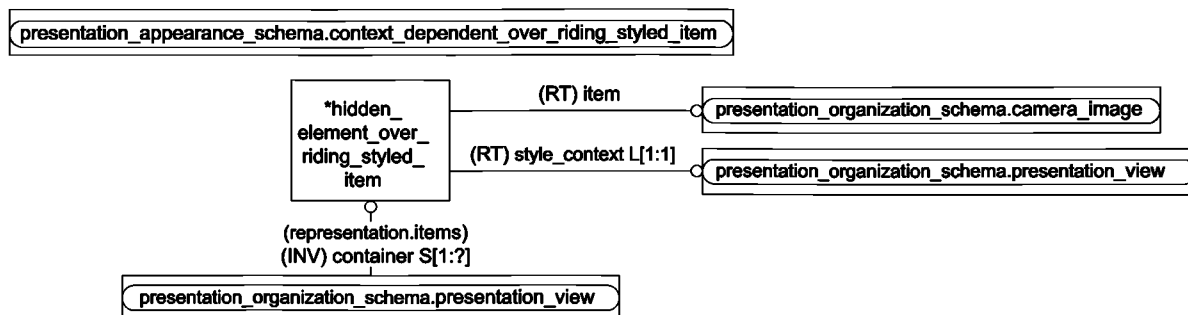 presentation_appearance_schema.context_dependent_over_riding_styled_item
*hidden_
element_over_
riding_styled_
item
(RT) item
presentation_organization_schema.camera_image
(RT) style_context L[1:1]
presentation_organization_schema.presentation_view
(representation.items)
(INV) container S[1:?]
presentation_organization_schema.presentation_view